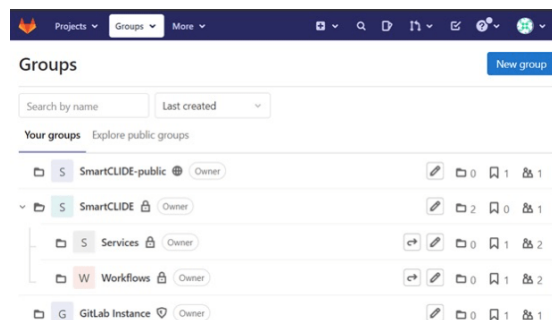 Projects Groups More
Groups
New group
Search by name Last created
Your groups Explore public groups
S SmartCLIDE-public Owner 0 1 1
S SmartCLIDE Owner 2 0 1
S Services Owner 0 1 2
W Workflows Owner 0 1 2
G GitLab Instance Owner 0 1 1